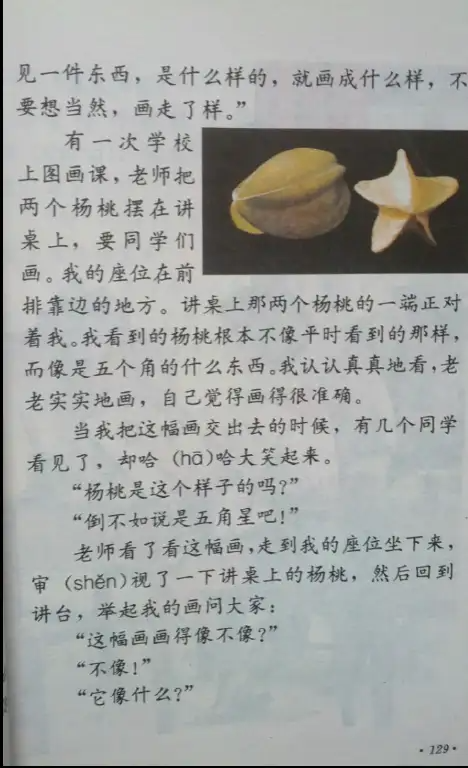 见一件东西，是什么样的，就画成什么样，不
要想当然，画走了样。”
有一次学校
上图画课，老师把
两个杨桃摆在讲
桌上，要同学们
画。我的座位在前
排靠边的地方。讲桌上那两个杨桃的一端正对
着我。我看到的杨桃根本不像平时看到的那样，
而像是五个角的什么东西。我认认真真地看，老
老实实地画，自己觉得画得很准确。
当我把这幅画交出去的时候，有几个同学
看见了，却哈（hā）哈大笑起来。
“杨桃是这个样子的吗？”
“倒不如说是五角星吧！”
老师看了看这幅画，走到我的座位坐下来，
审（shěn）视了一下讲桌上的杨桃，然后回到
讲台，举起我的画问大家：
“这幅画画得像不像？”
“不像！”
“它像什么？”
·129·